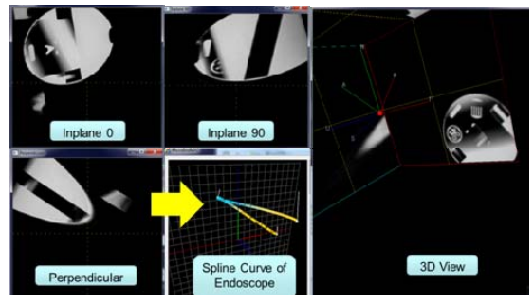 Inplane 0
Inplane 90
Perpendicular
Spline Curve of
Endoscope
3D View